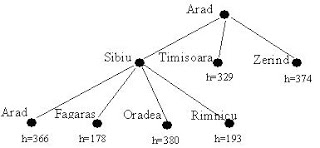 Arad
Sibiu Timisoara Zerind
h=329 h=374
Arad Fagaras Oradea Rimnicu
h=366 h=178 h=380 h=193